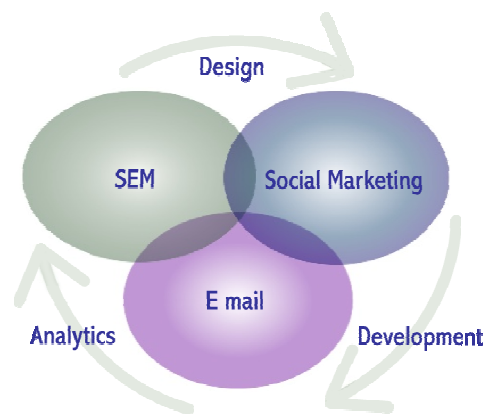 Design
SEM
Social Marketing
E mail
Analytics
Development